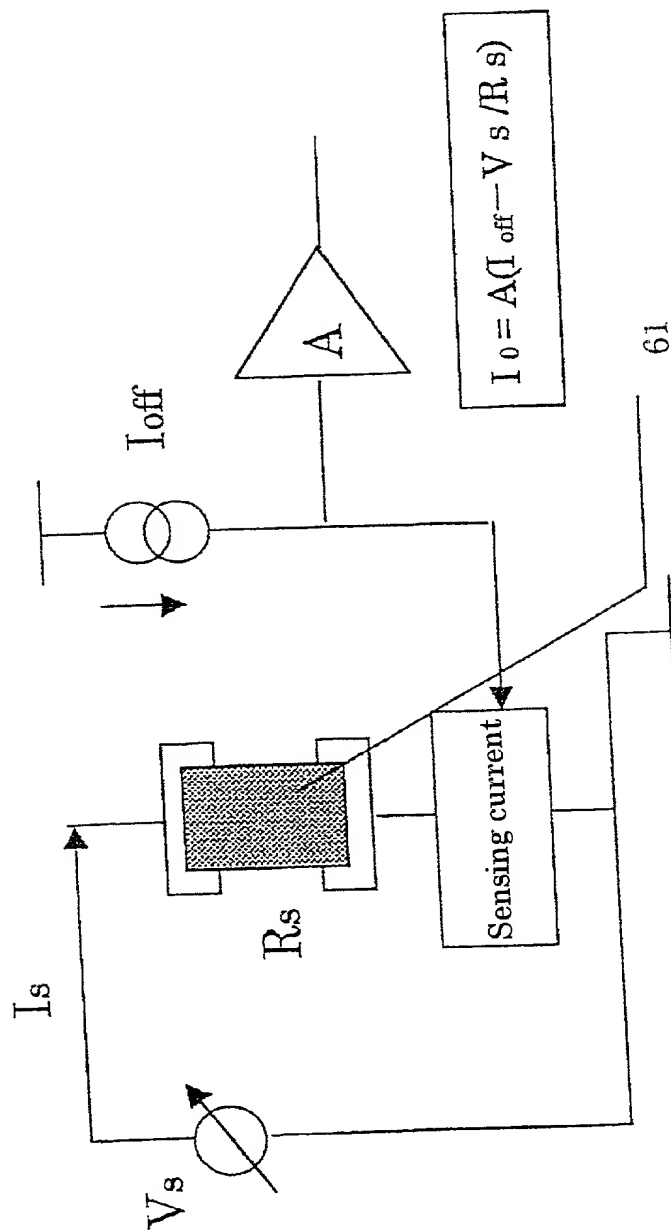 Vs
Is
Rs
Sensing current
Ioff
A
I0 = A(Ioff—Vs/Rs)
61